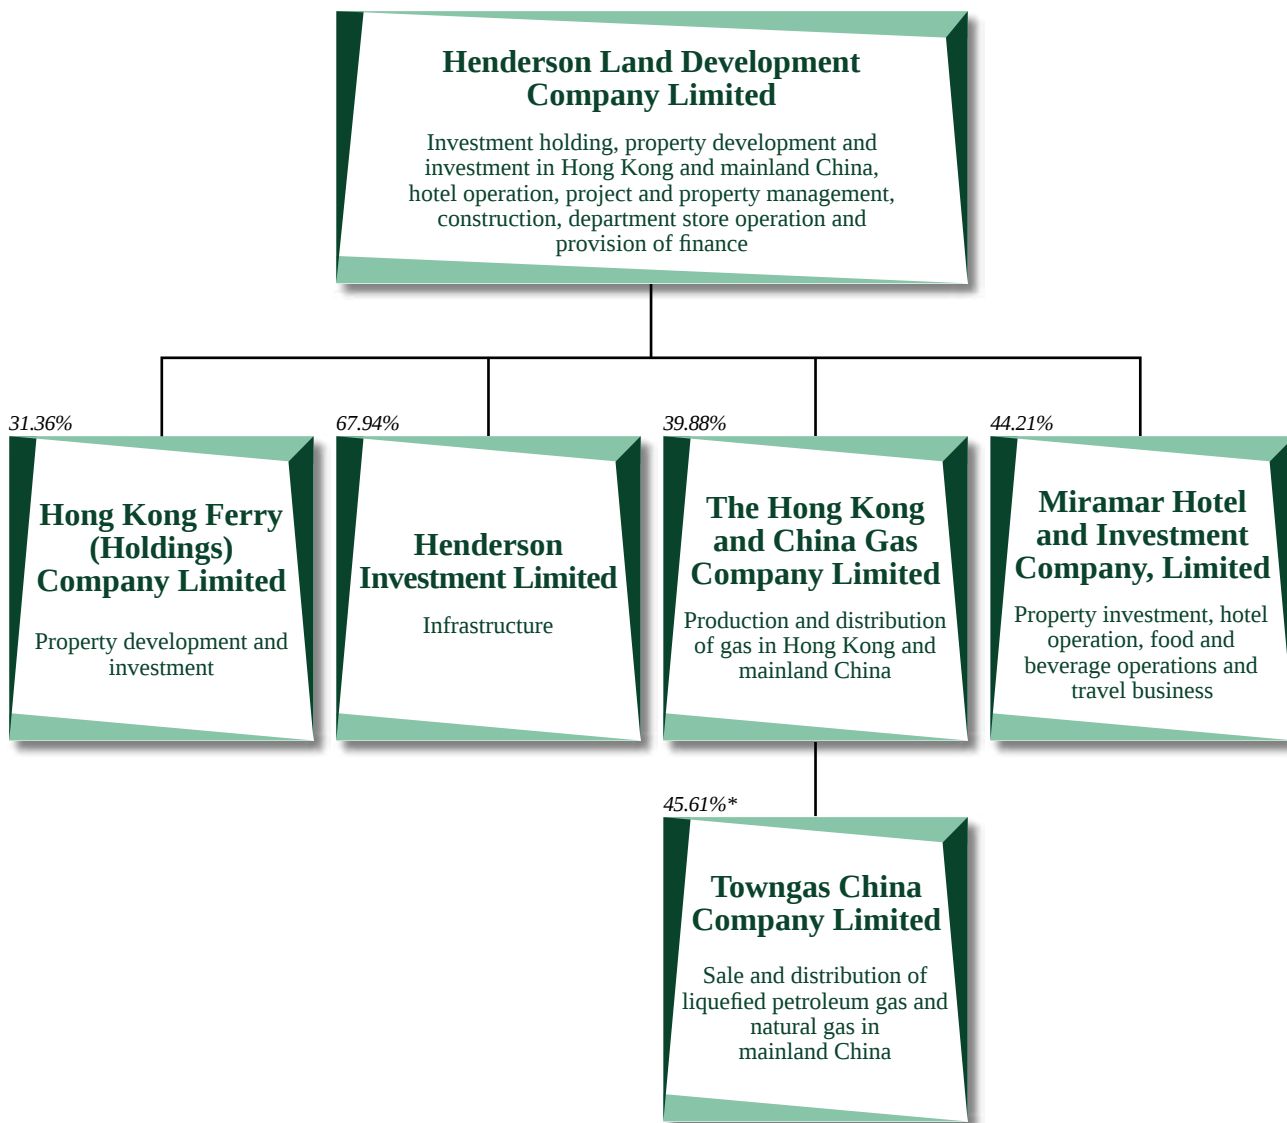 Henderson Land Development
Company Limited
Investment holding, property development and
investment in Hong Kong and mainland China,
hotel operation, project and property management,
construction, department store operation and
provision of finance
31.36%
Hong Kong Ferry
(Holdings)
Company Limited
Property development and
investment
67.94%
Henderson
Investment Limited
Infrastructure
39.88%
The Hong Kong
and China Gas
Company Limited
Production and distribution
of gas in Hong Kong and
mainland China
44.21%
Miramar Hotel
and Investment
Company, Limited
Property investment, hotel
operation, food and
beverage operations and
travel business
45.61%*
Towngas China
Company Limited
Sale and distribution of
liquefied petroleum gas and
natural gas in
mainland China